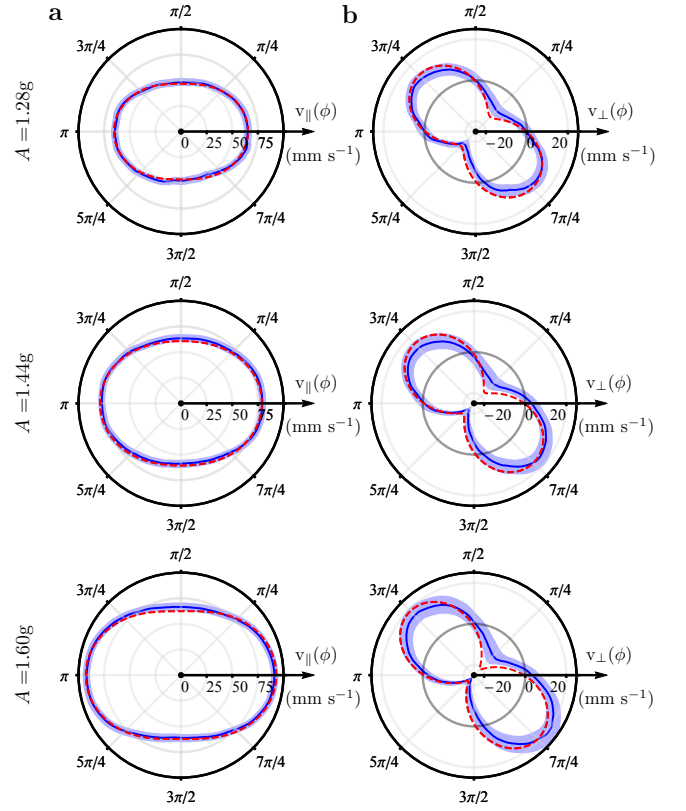 a
b
A = 1.28g
π/2
3π/4
π/4
π
0 25 50 75
v∥(ϕ)
(mm s⁻¹)
5π/4
7π/4
3π/2
π/2
3π/4
π/4
π
−20 0 20
v⊥(ϕ)
(mm s⁻¹)
5π/4
7π/4
3π/2
A = 1.44g
π/2
3π/4
π/4
π
0 25 50 75
v∥(ϕ)
(mm s⁻¹)
5π/4
7π/4
3π/2
π/2
3π/4
π/4
π
−20 0 20
v⊥(ϕ)
(mm s⁻¹)
5π/4
7π/4
3π/2
A = 1.60g
π/2
3π/4
π/4
π
0 25 50 75
v∥(ϕ)
(mm s⁻¹)
5π/4
7π/4
3π/2
π/2
3π/4
π/4
π
−20 0 20
v⊥(ϕ)
(mm s⁻¹)
5π/4
7π/4
3π/2